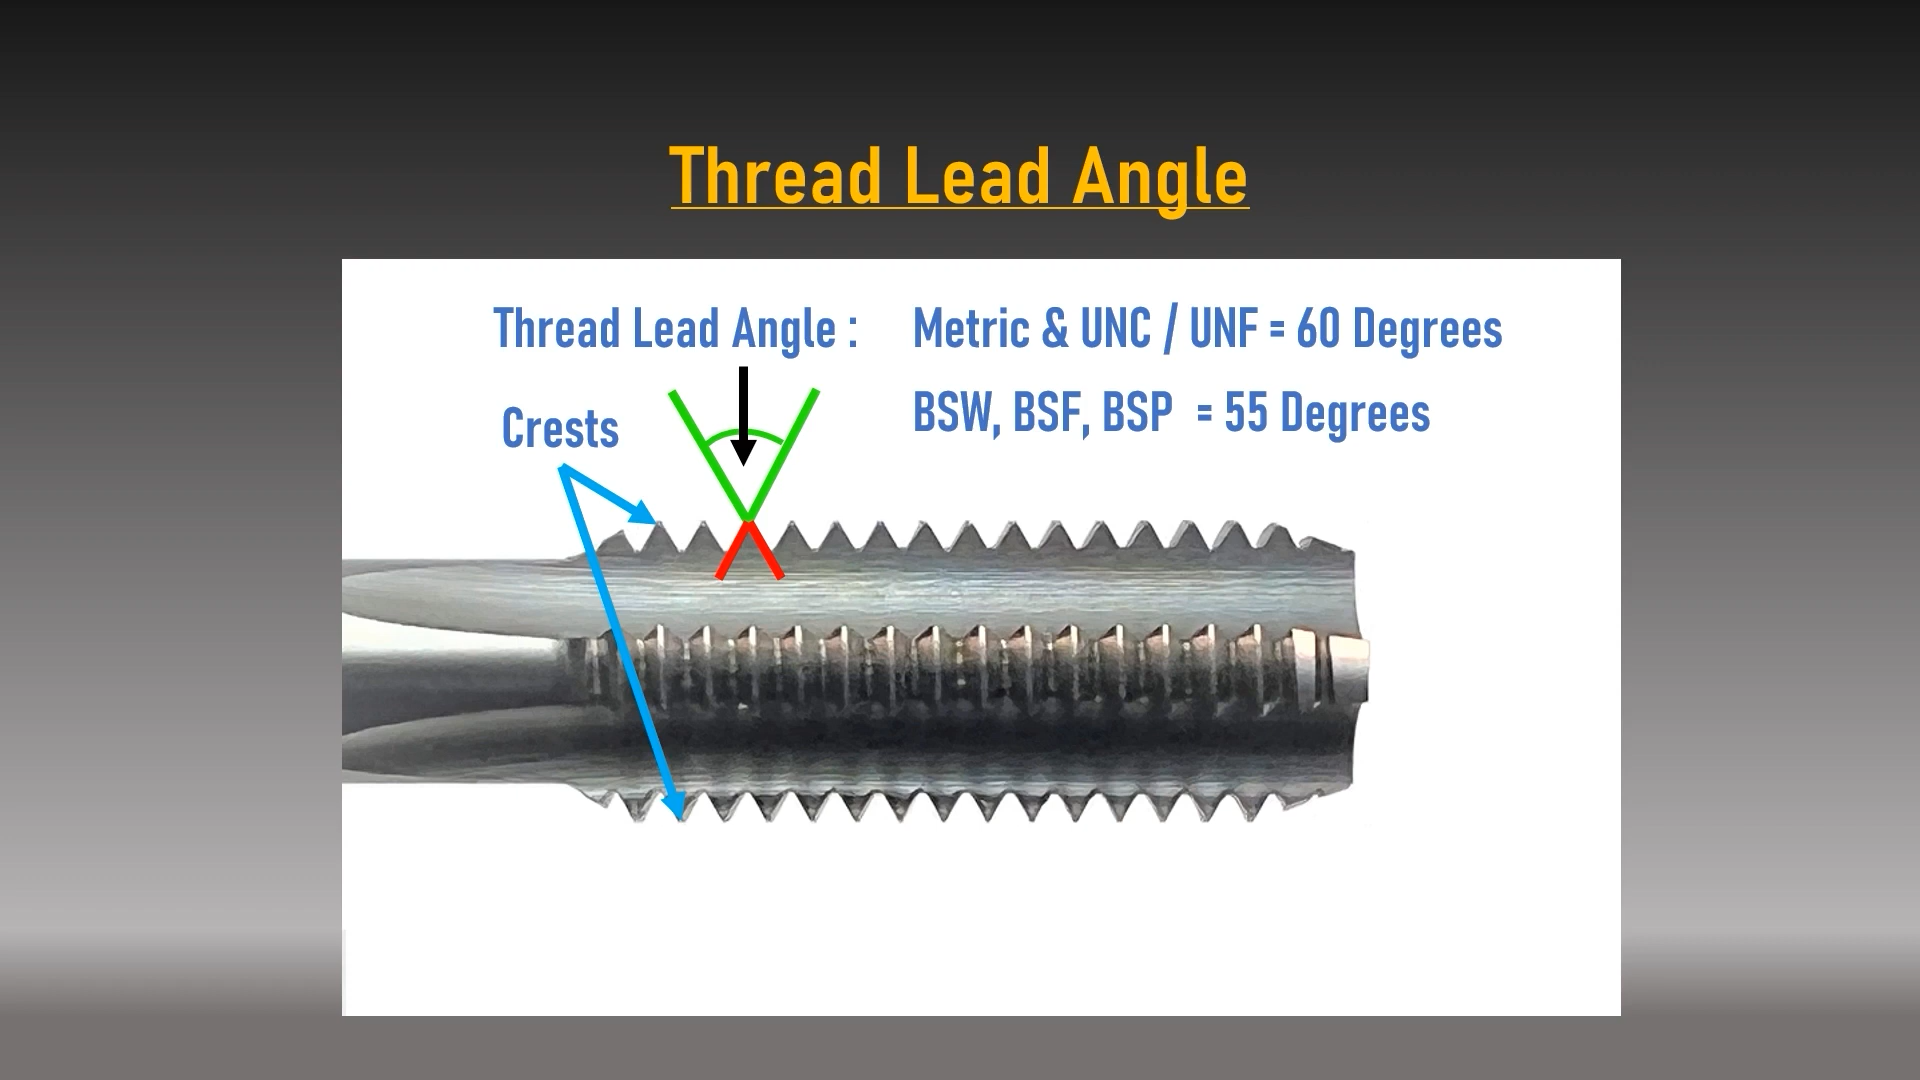 Thread Lead Angle
Thread Lead Angle : Metric & UNC / UNF = 60 Degrees
BSW, BSF, BSP = 55 Degrees
Crests